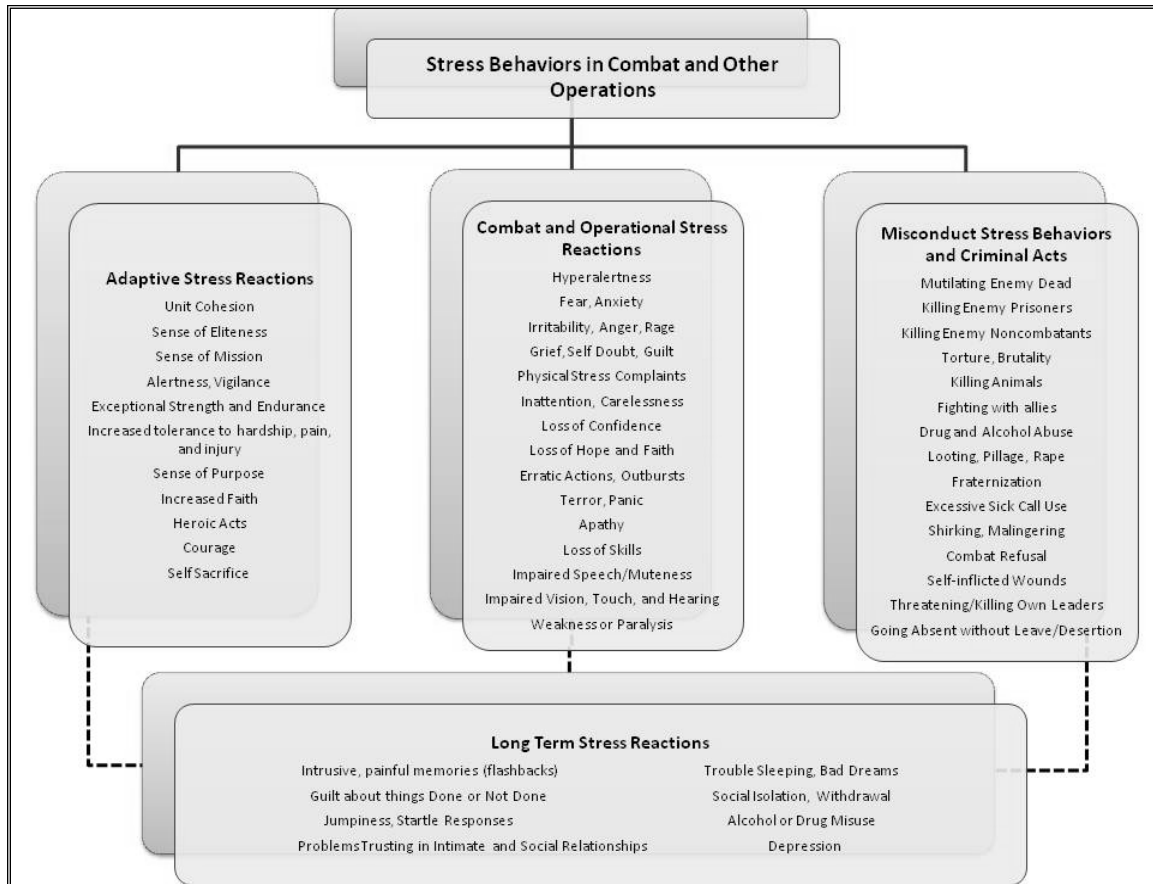 Stress Behaviors in Combat and Other
Operations
Adaptive Stress Reactions
Unit Cohesion
Sense of Eliteness
Sense of Mission
Alertness, Vigilance
Exceptional Strength and Endurance
Increased tolerance to hardship, pain,
and injury
Sense of Purpose
Increased Faith
Heroic Acts
Courage
Self Sacrifice
Combat and Operational Stress
Reactions
Hyperalertness
Fear, Anxiety
Irritability, Anger, Rage
Grief, Self Doubt, Guilt
Physical Stress Complaints
Inattention, Carelessness
Loss of Confidence
Loss of Hope and Faith
Erratic Actions, Outbursts
Terror, Panic
Apathy
Loss of Skills
Impaired Speech/Muteness
Impaired Vision, Touch, and Hearing
Weakness or Paralysis
Misconduct Stress Behaviors
and Criminal Acts
Mutilating Enemy Dead
Killing Enemy Prisoners
Killing Enemy Noncombatants
Torture, Brutality
Killing Animals
Fighting with allies
Drug and Alcohol Abuse
Looting, Pillage, Rape
Fraternization
Excessive Sick Call Use
Shirking, Malingering
Combat Refusal
Self-inflicted Wounds
Threatening/Killing Own Leaders
Going Absent without Leave/Desertion
Long Term Stress Reactions
Intrusive, painful memories (flashbacks)
Guilt about things Done or Not Done
Jumpiness, Startle Responses
Problems Trusting in Intimate and Social Relationships
Trouble Sleeping, Bad Dreams
Social Isolation, Withdrawal
Alcohol or Drug Misuse
Depression